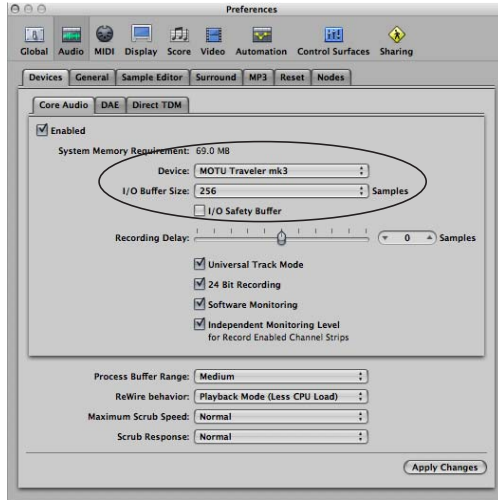 Preferences
Global Audio MIDI Display Score Video Automation Control Surfaces Sharing
Devices General Sample Editor Surround MP3 Reset Nodes
Core Audio DAE Direct TDM
Enabled
System Memory Requirement: 69.0 MB
Device: MOTU Traveler mk3
I/O Buffer Size: 256 Samples
I/O Safety Buffer
Recording Delay: 0 Samples
Universal Track Mode
24 Bit Recording
Software Monitoring
Independent Monitoring Level
for Record Enabled Channel Strips
Process Buffer Range: Medium
ReWire behavior: Playback Mode (Less CPU Load)
Maximum Scrub Speed: Normal
Scrub Response: Normal
Apply Changes